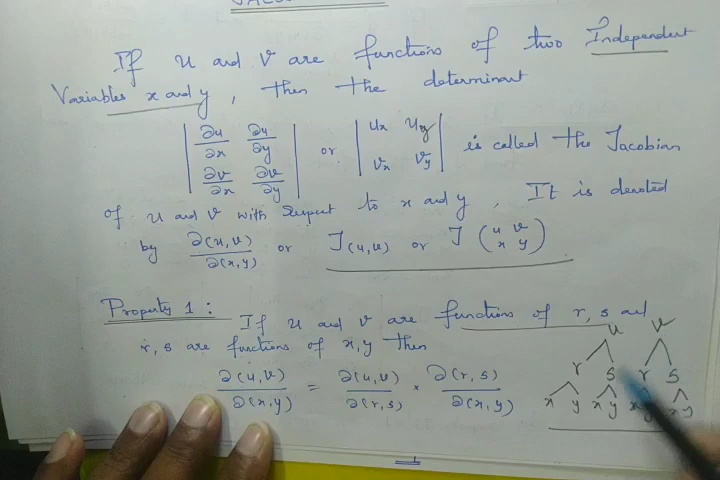 If u and v are functions of two Independent
Variables x and y, then the determinant
| ∂u/∂x ∂u/∂y | or | ux uy | is called the Jacobian
| ∂v/∂x ∂v/∂y | | vx vy |
of u and v with respect to x and y. It is denoted
by ∂(u,v)/∂(x,y) or J(u,v) or J (u v / x y)
Property 1: If u and v are functions of r, s and
r, s are functions of x, y then
∂(u,v)/∂(x,y) = ∂(u,v)/∂(r,s) × ∂(r,s)/∂(x,y)
u v
r s r s
x y x y x y x y